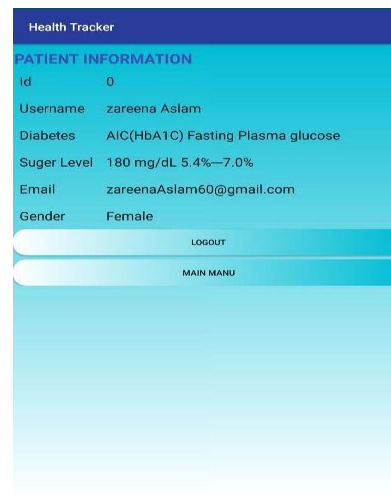 Health Tracker
PATIENT INFORMATION
Id 0
Username zareena Aslam
Diabetes AIC(HbA1C) Fasting Plasma glucose
Suger Level 180 mg/dL 5.4%—7.0%
Email zareenaAslam60@gmail.com
Gender Female
LOGOUT
MAIN MANU